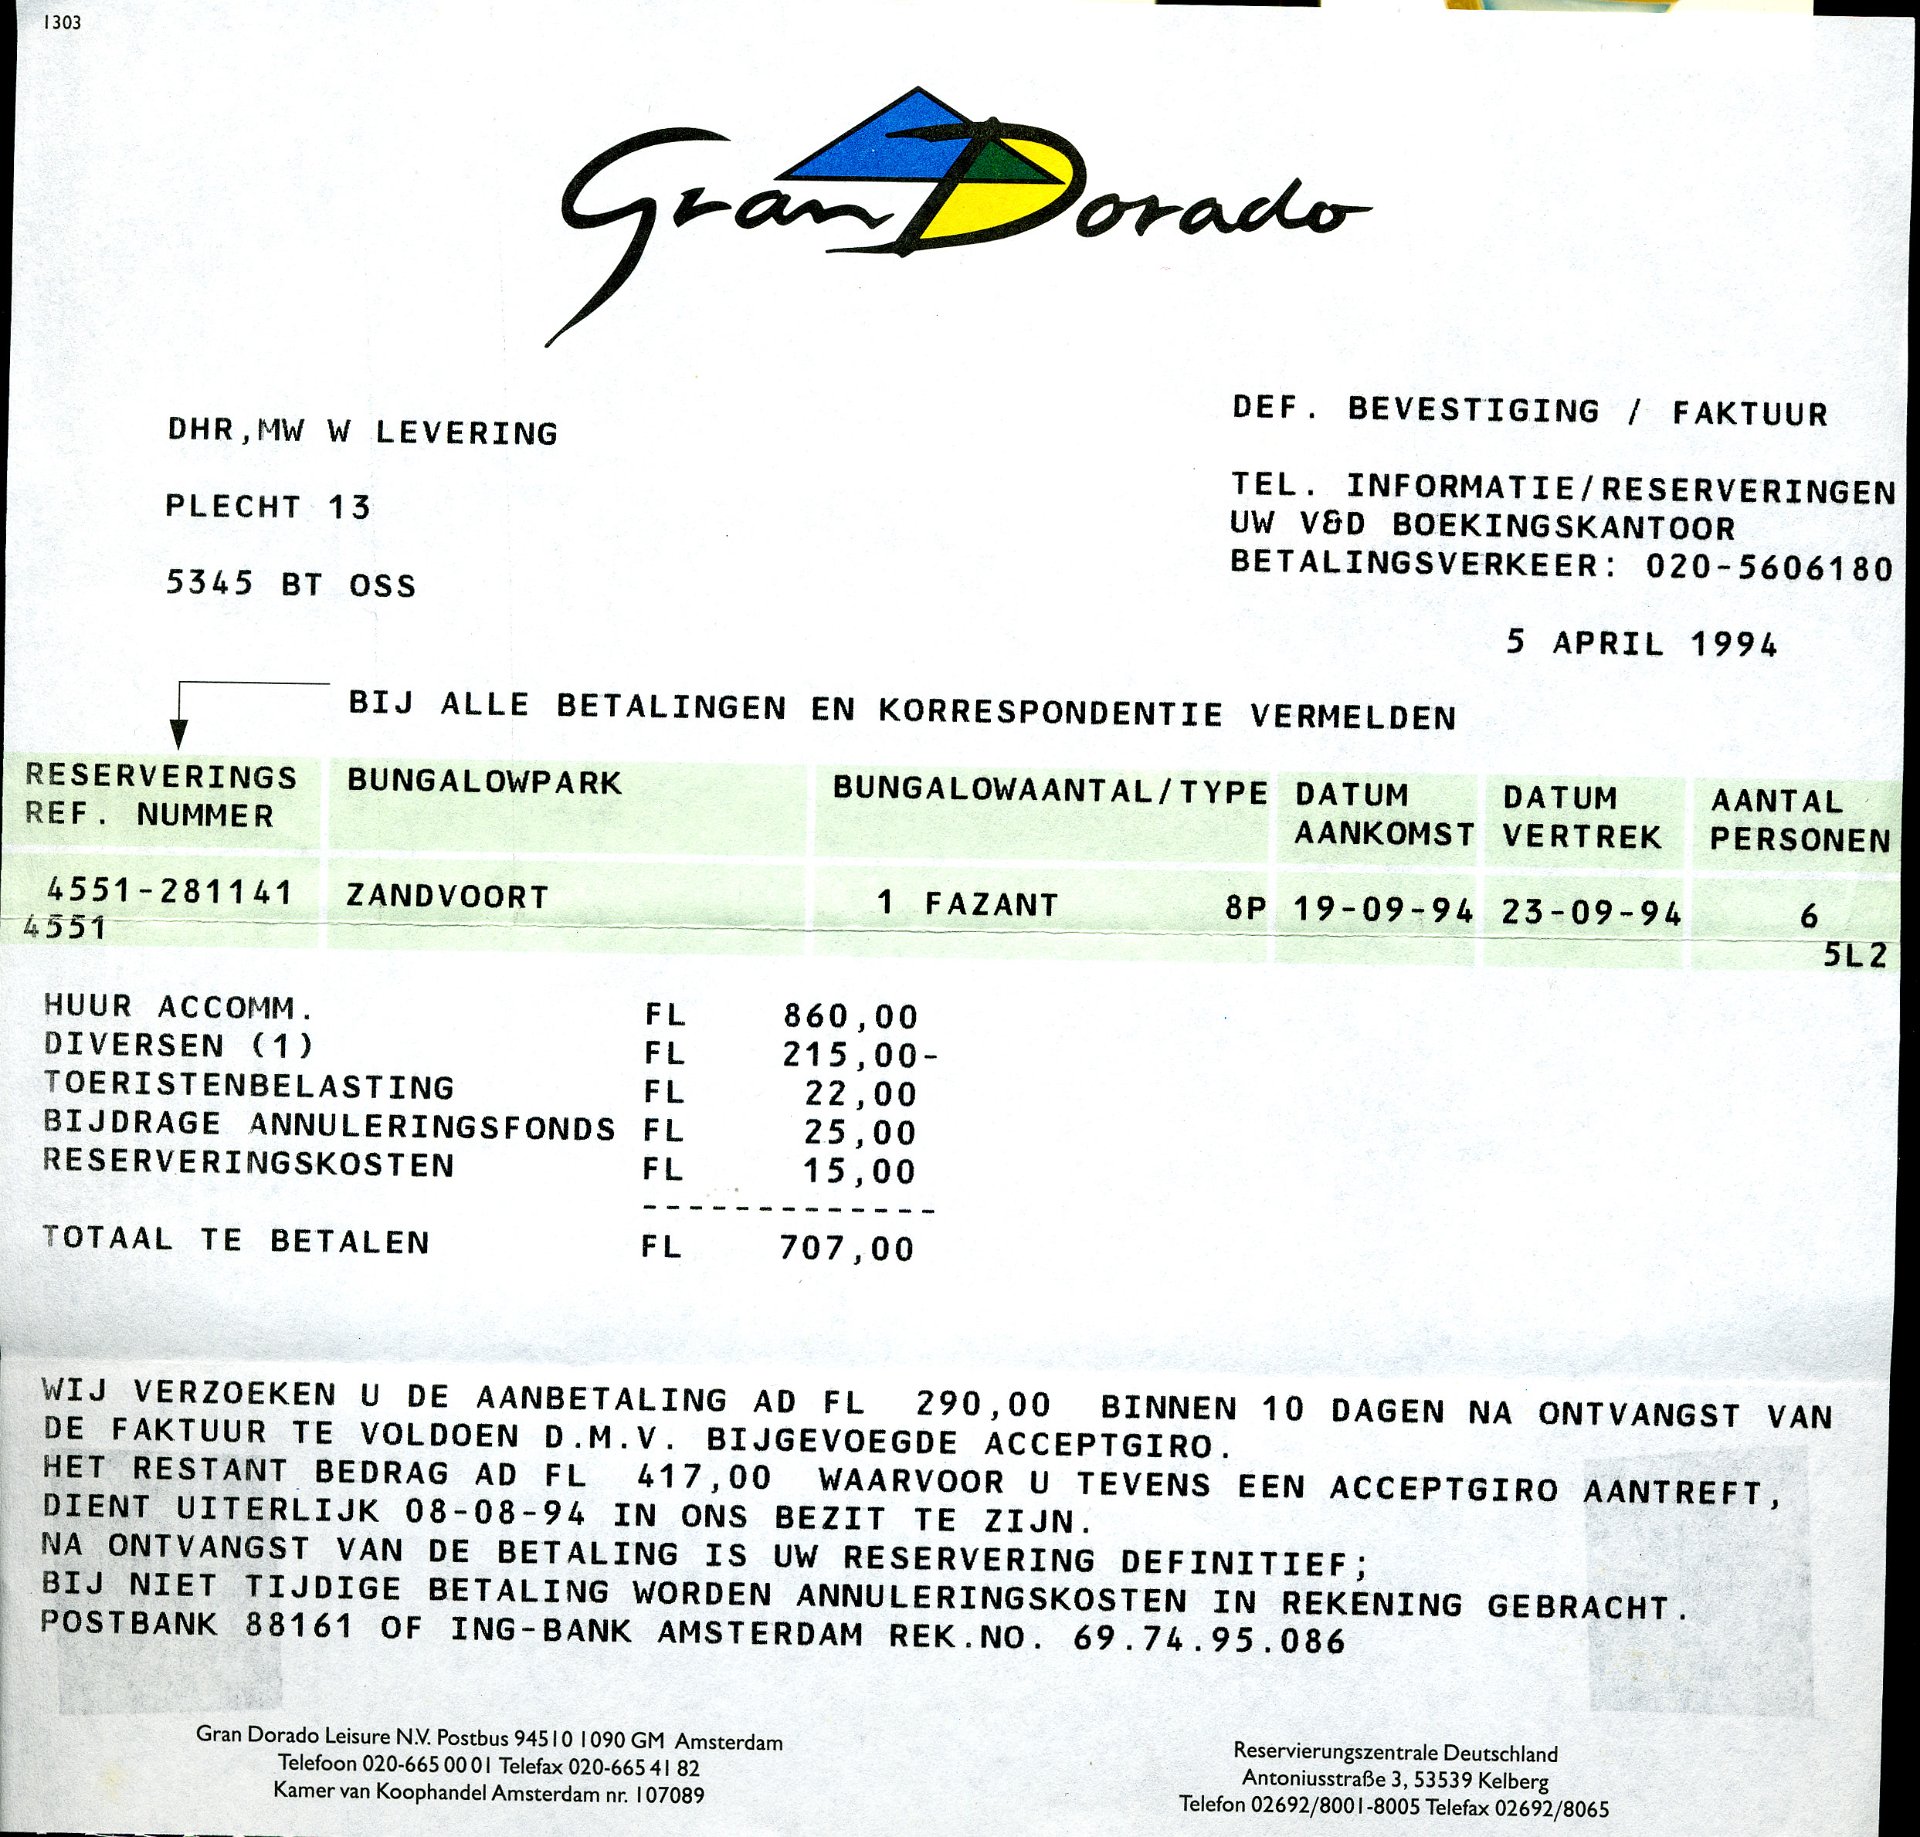 1303
Gran Dorado
DHR,MW W LEVERING
PLECHT 13
5345 BT OSS
DEF. BEVESTIGING / FAKTUUR
TEL. INFORMATIE/RESERVERINGEN
UW V&D BOEKINGSKANTOOR
BETALINGSVERKEER: 020-5606180
5 APRIL 1994
BIJ ALLE BETALINGEN EN KORRESPONDENTIE VERMELDEN
RESERVERINGS BUNGALOWPARK BUNGALOWAANTAL/TYPE DATUM DATUM AANTAL
REF. NUMMER AANKOMST VERTREK PERSONEN
4551-281141 ZANDVOORT 1 FAZANT 8P 19-09-94 23-09-94 6
4551 5L2
HUUR ACCOMM. FL 860,00
DIVERSEN (1) FL 215,00-
TOERISTENBELASTING FL 22,00
BIJDRAGE ANNULERINGSFONDS FL 25,00
RESERVERINGSKOSTEN FL 15,00
-------------
TOTAAL TE BETALEN FL 707,00
WIJ VERZOEKEN U DE AANBETALING AD FL 290,00 BINNEN 10 DAGEN NA ONTVANGST VAN
DE FAKTUUR TE VOLDOEN D.M.V. BIJGEVOEGDE ACCEPTGIRO.
HET RESTANT BEDRAG AD FL 417,00 WAARVOOR U TEVENS EEN ACCEPTGIRO AANTREFT,
DIENT UITERLIJK 08-08-94 IN ONS BEZIT TE ZIJN.
NA ONTVANGST VAN DE BETALING IS UW RESERVERING DEFINITIEF;
BIJ NIET TIJDIGE BETALING WORDEN ANNULERINGSKOSTEN IN REKENING GEBRACHT.
POSTBANK 88161 OF ING-BANK AMSTERDAM REK.NO. 69.74.95.086
Gran Dorado Leisure N.V. Postbus 94510 1090 GM Amsterdam
Telefoon 020-665 00 01 Telefax 020-665 41 82
Kamer van Koophandel Amsterdam nr. 107089
Reservierungszentrale Deutschland
Antoniusstraße 3, 53539 Kelberg
Telefon 02692/8001-8005 Telefax 02692/8065